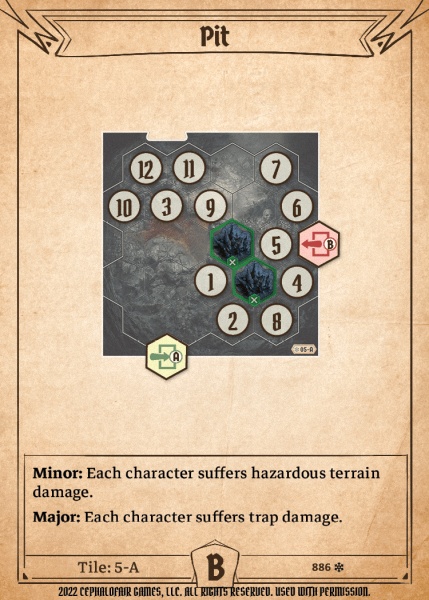 Pit
12 11 7
10 3 9 6
5 B
1 4
2 8
A
05-A
Minor: Each character suffers hazardous terrain
damage.
Major: Each character suffers trap damage.
Tile: 5-A B 886
2022 CEPHALOFAIR GAMES, LLC. ALL RIGHTS RESERVED. USED WITH PERMISSION.